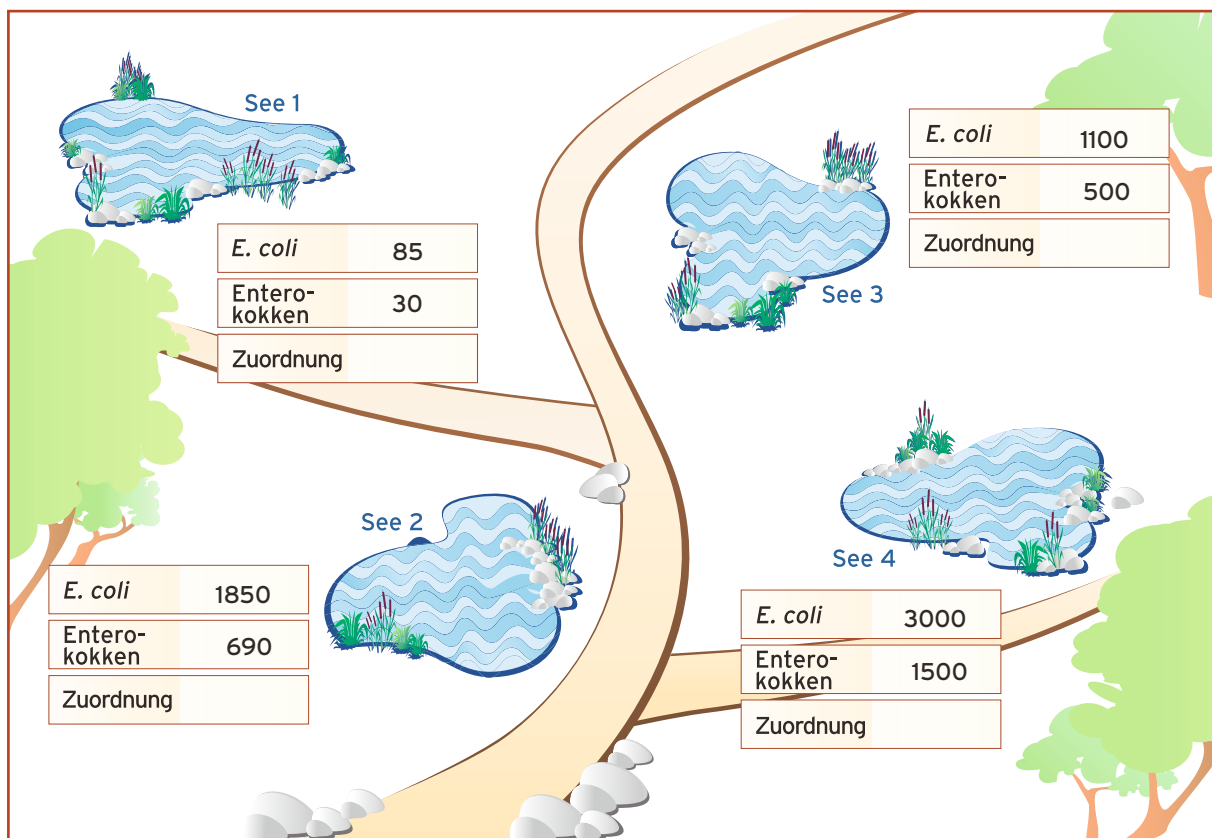 See 1
E. coli 85
Entero-
kokken 30
Zuordnung
See 2
E. coli 1850
Entero-
kokken 690
Zuordnung
See 3
E. coli 1100
Entero-
kokken 500
Zuordnung
See 4
E. coli 3000
Entero-
kokken 1500
Zuordnung